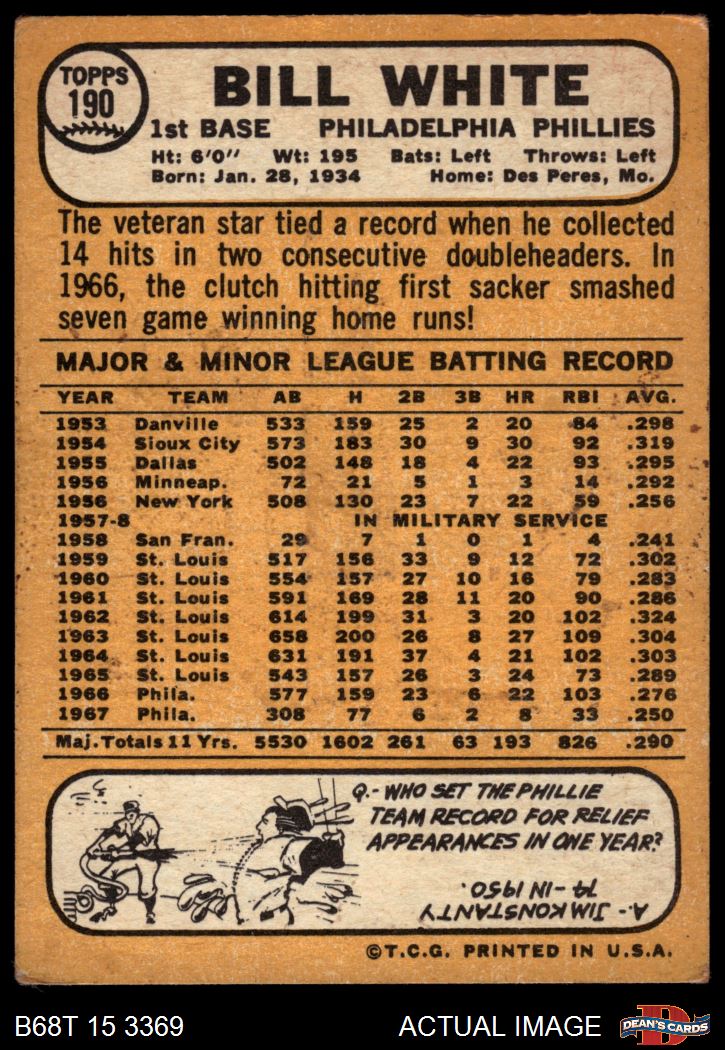 TOPPS
190
BILL WHITE
1st BASE PHILADELPHIA PHILLIES
Ht: 6'0" Wt: 195 Bats: Left Throws: Left
Born: Jan. 28, 1934 Home: Des Peres, Mo.
The veteran star tied a record when he collected
14 hits in two consecutive doubleheaders. In
1966, the clutch hitting first sacker smashed
seven game winning home runs!
MAJOR & MINOR LEAGUE BATTING RECORD
YEAR TEAM AB H 2B 3B HR RBI AVG.
1953 Danville 533 159 25 2 20 84 .298
1954 Sioux City 573 183 30 9 30 92 .319
1955 Dallas 502 148 18 4 22 93 .295
1956 Minneap. 72 21 5 1 3 14 .292
1956 New York 508 130 23 7 22 59 .256
1957-8 IN MILITARY SERVICE
1958 San Fran. 29 7 1 0 1 4 .241
1959 St. Louis 517 156 33 9 12 72 .302
1960 St. Louis 554 157 27 10 16 79 .283
1961 St. Louis 591 169 28 11 20 90 .286
1962 St. Louis 614 199 31 3 20 102 .324
1963 St. Louis 658 200 26 8 27 109 .304
1964 St. Louis 631 191 37 4 21 102 .303
1965 St. Louis 543 157 26 3 24 73 .289
1966 Phila. 577 159 23 6 22 103 .276
1967 Phila. 308 77 6 2 8 33 .250
Maj. Totals 11 Yrs. 5530 1602 261 63 193 826 .290
Q.- WHO SET THE PHILLIE
TEAM RECORD FOR RELIEF
APPEARANCES IN ONE YEAR?
A.- JIM KONSTANTY
74 -IN 1950.
©T.C.G. PRINTED IN U.S.A.
B68T 15 3369 ACTUAL IMAGE
D
DEAN'S CARDS